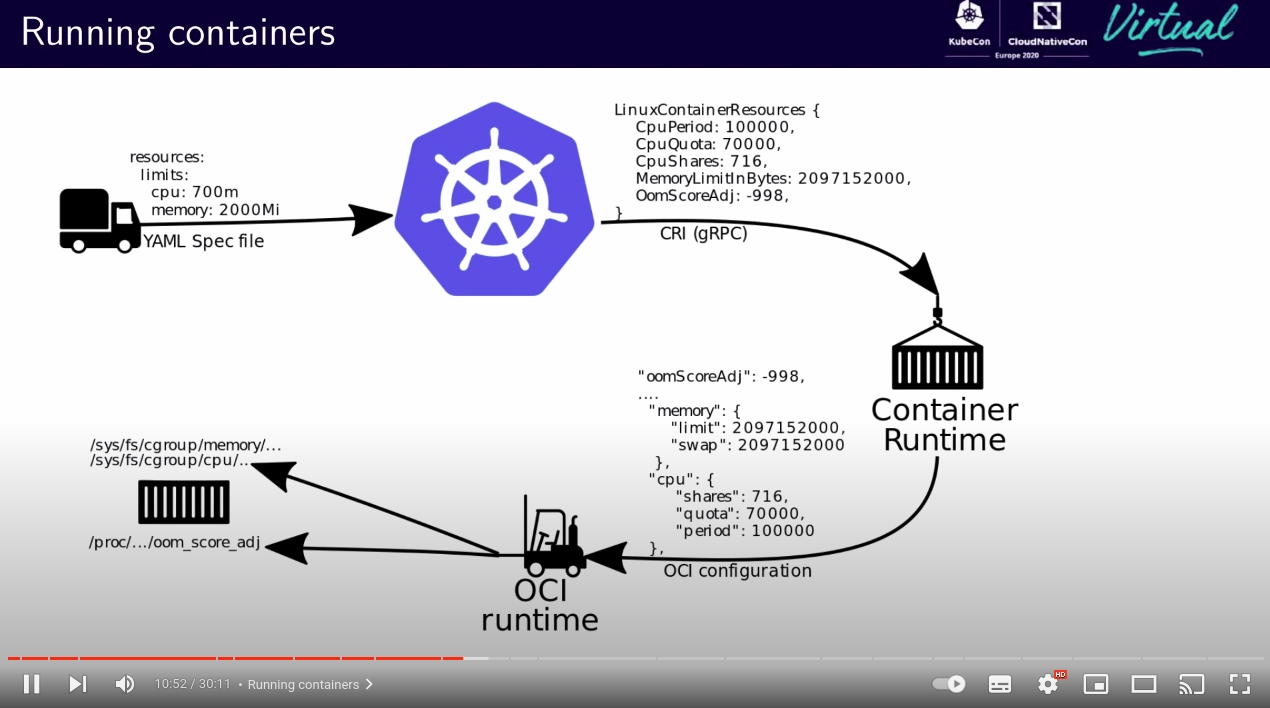 Running containers
KubeCon
CloudNativeCon
Europe 2020
Virtual
resources:
limits:
cpu: 700m
memory: 2000Mi
YAML Spec file
LinuxContainerResources {
CpuPeriod: 100000,
CpuQuota: 70000,
CpuShares: 716,
MemoryLimitInBytes: 2097152000,
OomScoreAdj: -998,
}
CRI (gRPC)
Container
Runtime
"oomScoreAdj": -998,
....
"memory": {
"limit": 2097152000,
"swap": 2097152000
},
"cpu": {
"shares": 716,
"quota": 70000,
"period": 100000
},
OCI configuration
/sys/fs/cgroup/memory/...
/sys/fs/cgroup/cpu/...
/proc/.../oom_score_adj
OCI
runtime
10:52 / 30:11 • Running containers
HD